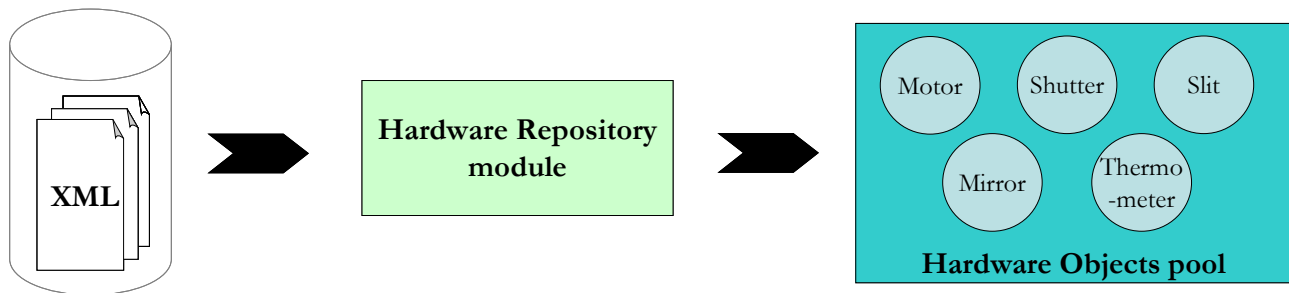 XML
Hardware Repository
module
Motor
Shutter
Slit
Mirror
Thermo
-meter
Hardware Objects pool